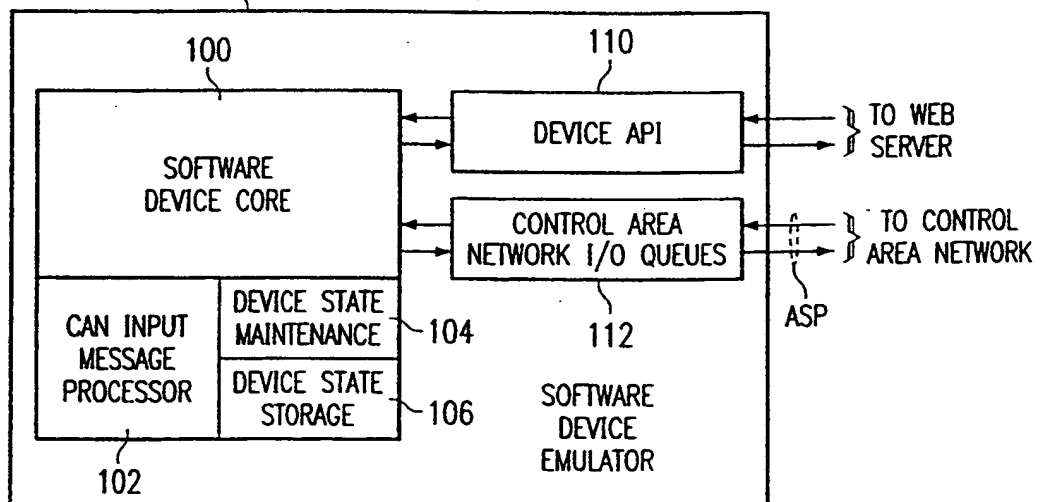 100
110
SOFTWARE
DEVICE CORE
DEVICE API
TO WEB
SERVER
CONTROL AREA
NETWORK I/O QUEUES
TO CONTROL
AREA NETWORK
ASP
112
CAN INPUT
MESSAGE
PROCESSOR
DEVICE STATE
MAINTENANCE
104
DEVICE STATE
STORAGE
106
102
SOFTWARE
DEVICE
EMULATOR